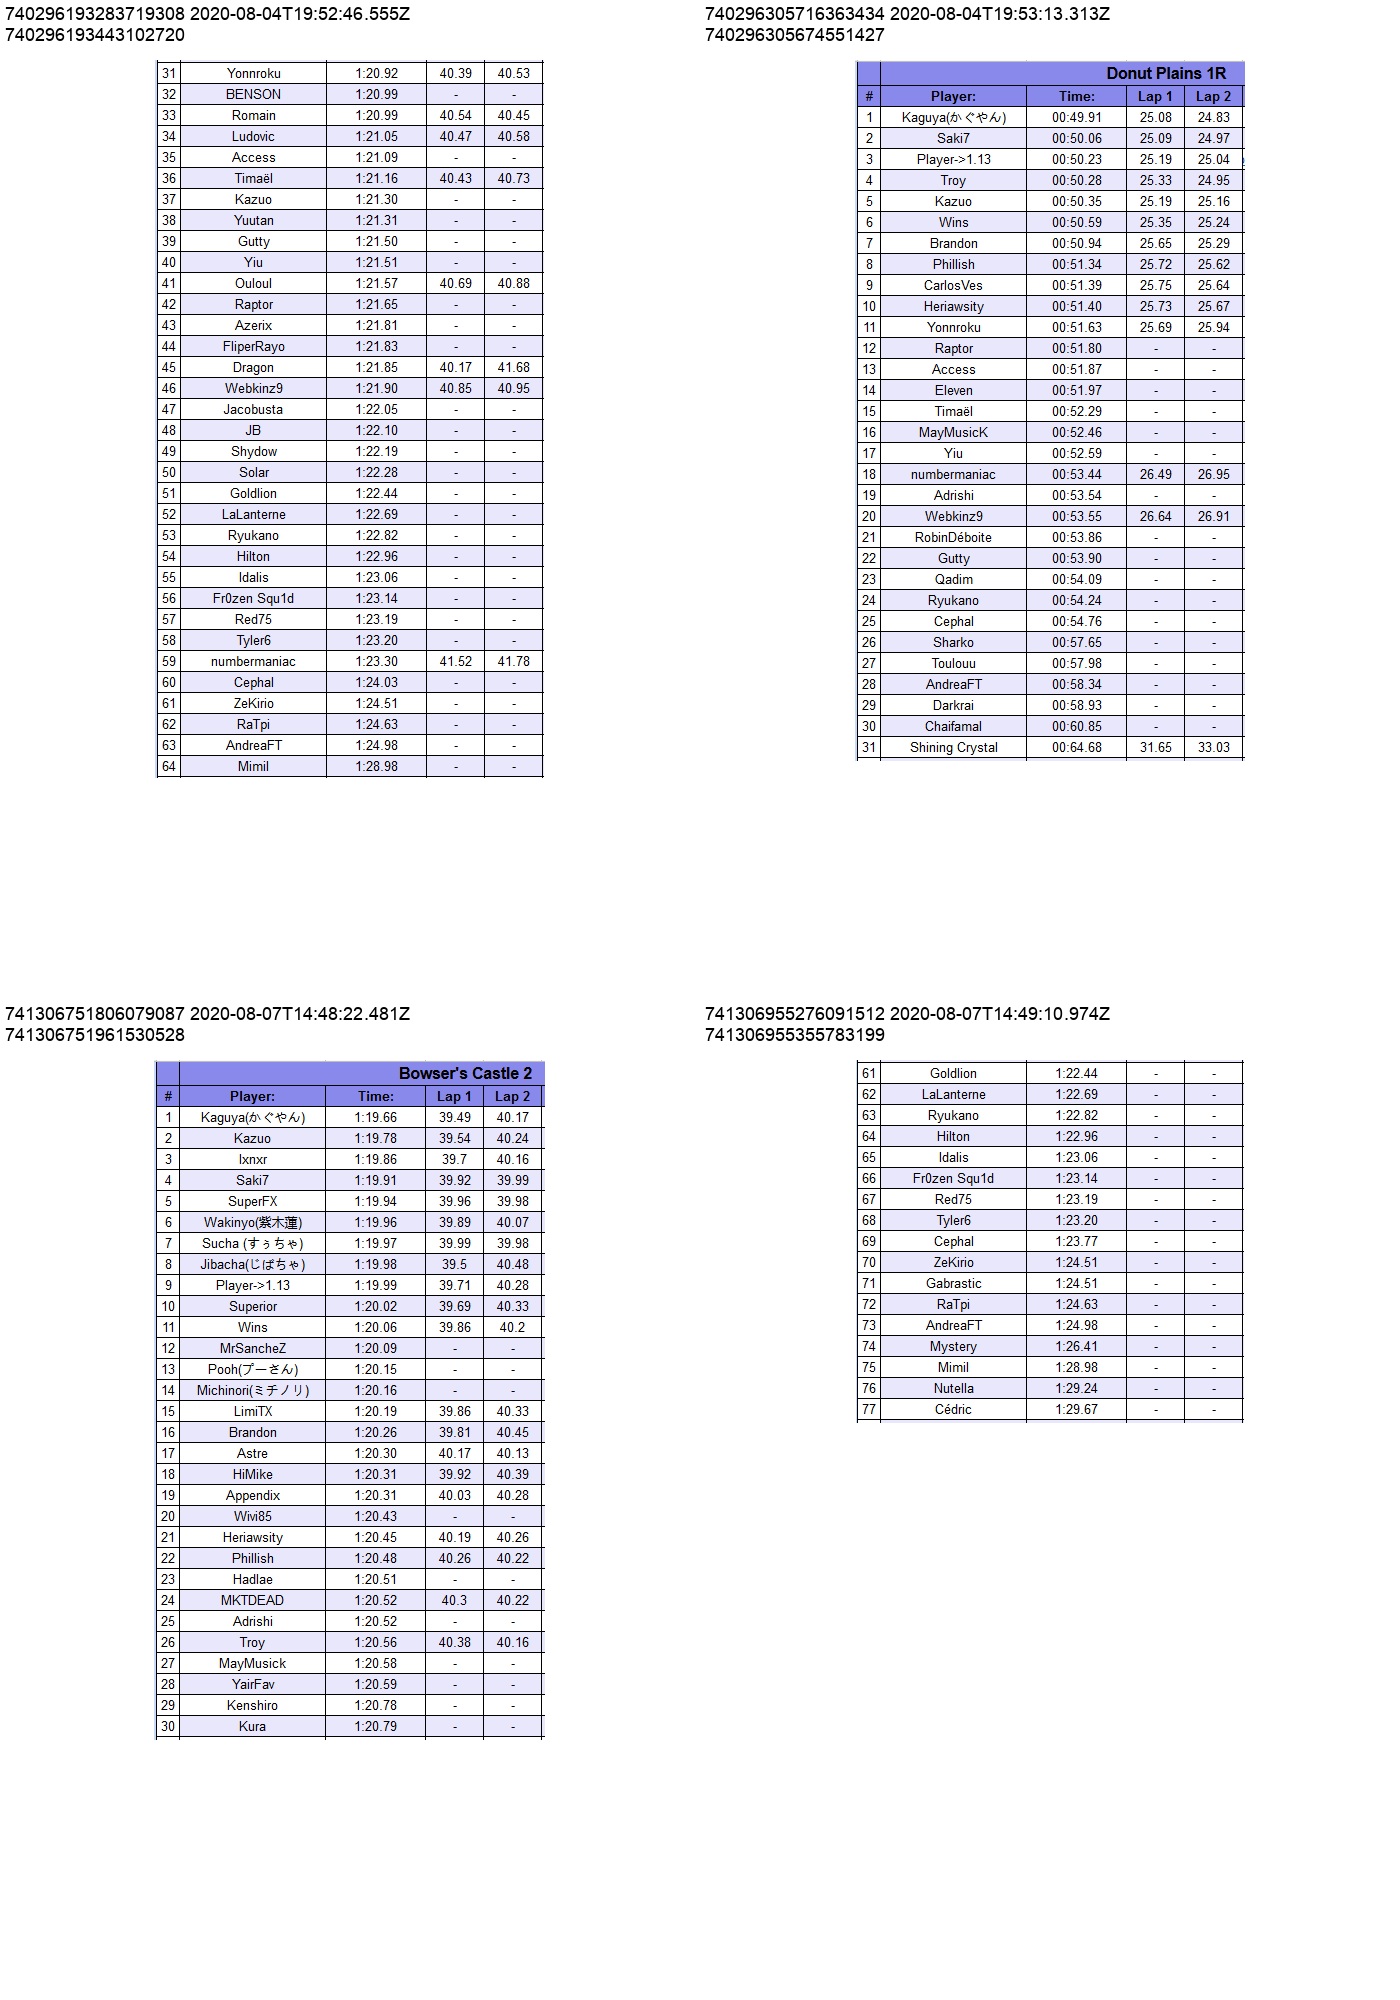 740296193283719308 2020-08-04T19:52:46.555Z
740296193443102720
31 Yonnroku 1:20.92 40.39 40.53
32 BENSON 1:20.99 - -
33 Romain 1:20.99 40.54 40.45
34 Ludovic 1:21.05 40.47 40.58
35 Access 1:21.09 - -
36 Timaël 1:21.16 40.43 40.73
37 Kazuo 1:21.30 - -
38 Yuutan 1:21.31 - -
39 Gutty 1:21.50 - -
40 Yiu 1:21.51 - -
41 Ouloul 1:21.57 40.69 40.88
42 Raptor 1:21.65 - -
43 Azerix 1:21.81 - -
44 FliperRayo 1:21.83 - -
45 Dragon 1:21.85 40.17 41.68
46 Webkinz9 1:21.90 40.85 40.95
47 Jacobusta 1:22.05 - -
48 JB 1:22.10 - -
49 Shydow 1:22.19 - -
50 Solar 1:22.28 - -
51 Goldlion 1:22.44 - -
52 LaLanterne 1:22.69 - -
53 Ryukano 1:22.82 - -
54 Hilton 1:22.96 - -
55 Idalis 1:23.06 - -
56 Fr0zen Squ1d 1:23.14 - -
57 Red75 1:23.19 - -
58 Tyler6 1:23.20 - -
59 numbermaniac 1:23.30 41.52 41.78
60 Cephal 1:24.03 - -
61 ZeKirio 1:24.51 - -
62 RaTpi 1:24.63 - -
63 AndreaFT 1:24.98 - -
64 Mimil 1:28.98 - -
740296305716363434 2020-08-04T19:53:13.313Z
740296305674551427
Donut Plains 1R
# Player: Time: Lap 1 Lap 2
1 Kaguya(かぐやん) 00:49.91 25.08 24.83
2 Saki7 00:50.06 25.09 24.97
3 Player->1.13 00:50.23 25.19 25.04
4 Troy 00:50.28 25.33 24.95
5 Kazuo 00:50.35 25.19 25.16
6 Wins 00:50.59 25.35 25.24
7 Brandon 00:50.94 25.65 25.29
8 Phillish 00:51.34 25.72 25.62
9 CarlosVes 00:51.39 25.75 25.64
10 Heriawsity 00:51.40 25.73 25.67
11 Yonnroku 00:51.63 25.69 25.94
12 Raptor 00:51.80 - -
13 Access 00:51.87 - -
14 Eleven 00:51.97 - -
15 Timaël 00:52.29 - -
16 MayMusicK 00:52.46 - -
17 Yiu 00:52.59 - -
18 numbermaniac 00:53.44 26.49 26.95
19 Adrishi 00:53.54 - -
20 Webkinz9 00:53.55 26.64 26.91
21 RobinDéboite 00:53.86 - -
22 Gutty 00:53.90 - -
23 Qadim 00:54.09 - -
24 Ryukano 00:54.24 - -
25 Cephal 00:54.76 - -
26 Sharko 00:57.65 - -
27 Toulouu 00:57.98 - -
28 AndreaFT 00:58.34 - -
29 Darkrai 00:58.93 - -
30 Chaifamal 00:60.85 - -
31 Shining Crystal 00:64.68 31.65 33.03
741306751806079087 2020-08-07T14:48:22.481Z
741306751961530528
Bowser's Castle 2
# Player: Time: Lap 1 Lap 2
1 Kaguya(かぐやん) 1:19.66 39.49 40.17
2 Kazuo 1:19.78 39.54 40.24
3 lxnxr 1:19.86 39.7 40.16
4 Saki7 1:19.91 39.92 39.99
5 SuperFX 1:19.94 39.96 39.98
6 Wakinyo(紫木蓮) 1:19.96 39.89 40.07
7 Sucha (すぅちゃ) 1:19.97 39.99 39.98
8 Jibacha(じばちゃ) 1:19.98 39.5 40.48
9 Player->1.13 1:19.99 39.71 40.28
10 Superior 1:20.02 39.69 40.33
11 Wins 1:20.06 39.86 40.2
12 MrSancheZ 1:20.09 - -
13 Pooh(プーさん) 1:20.15 - -
14 Michinori(ミチノリ) 1:20.16 - -
15 LimiTX 1:20.19 39.86 40.33
16 Brandon 1:20.26 39.81 40.45
17 Astre 1:20.30 40.17 40.13
18 HiMike 1:20.31 39.92 40.39
19 Appendix 1:20.31 40.03 40.28
20 Wivi85 1:20.43 - -
21 Heriawsity 1:20.45 40.19 40.26
22 Phillish 1:20.48 40.26 40.22
23 Hadlae 1:20.51 - -
24 MKTDEAD 1:20.52 40.3 40.22
25 Adrishi 1:20.52 - -
26 Troy 1:20.56 40.38 40.16
27 MayMusick 1:20.58 - -
28 YairFav 1:20.59 - -
29 Kenshiro 1:20.78 - -
30 Kura 1:20.79 - -
741306955276091512 2020-08-07T14:49:10.974Z
741306955355783199
61 Goldlion 1:22.44 - -
62 LaLanterne 1:22.69 - -
63 Ryukano 1:22.82 - -
64 Hilton 1:22.96 - -
65 Idalis 1:23.06 - -
66 Fr0zen Squ1d 1:23.14 - -
67 Red75 1:23.19 - -
68 Tyler6 1:23.20 - -
69 Cephal 1:23.77 - -
70 ZeKirio 1:24.51 - -
71 Gabrastic 1:24.51 - -
72 RaTpi 1:24.63 - -
73 AndreaFT 1:24.98 - -
74 Mystery 1:26.41 - -
75 Mimil 1:28.98 - -
76 Nutella 1:29.24 - -
77 Cédric 1:29.67 - -